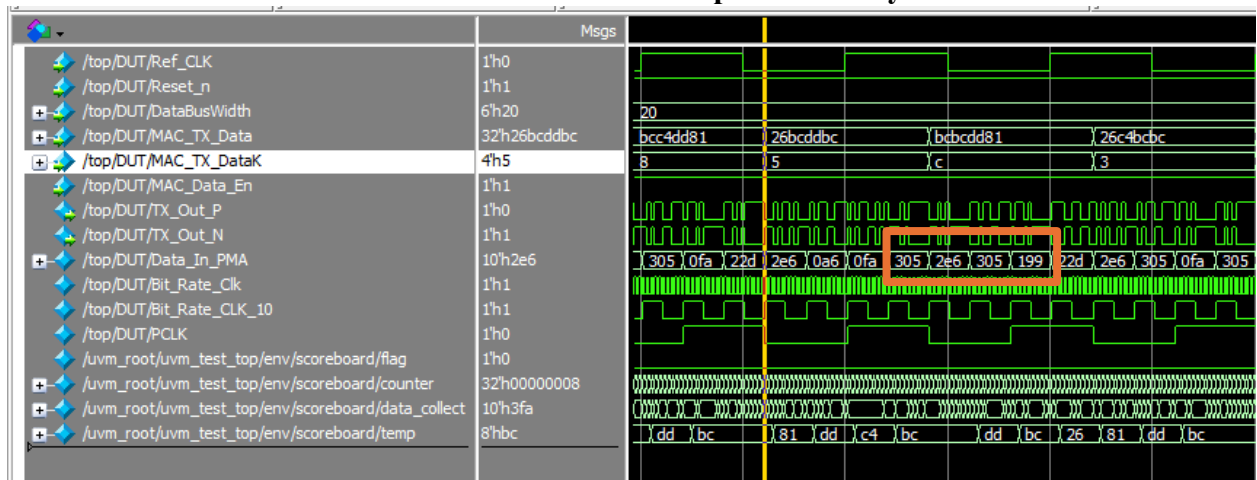 Msgs
/top/DUT/Ref_CLK 1'h0
/top/DUT/Reset_n 1'h1
/top/DUT/DataBusWidth 6'h20 20
/top/DUT/MAC_TX_Data 32'h26bcddbc bcc4dd81 26bcddbc bcbcdd81 26c4bcbc
/top/DUT/MAC_TX_DataK 4'h5 8 5 c 3
/top/DUT/MAC_Data_En 1'h1
/top/DUT/TX_Out_P 1'h0
/top/DUT/TX_Out_N 1'h1
/top/DUT/Data_In_PMA 10'h2e6 305 0fa 22d 2e6 0a6 0fa 305 2e6 305 199 22d 2e6 305 0fa 305
/top/DUT/Bit_Rate_Clk 1'h1
/top/DUT/Bit_Rate_CLK_10 1'h1
/top/DUT/PCLK 1'h0
/uvm_root/uvm_test_top/env/scoreboard/flag 1'h0
/uvm_root/uvm_test_top/env/scoreboard/counter 32'h00000008
/uvm_root/uvm_test_top/env/scoreboard/data_collect 10'h3fa
/uvm_root/uvm_test_top/env/scoreboard/temp 8'hbc dd bc 81 dd c4 bc dd bc 26 81 dd bc